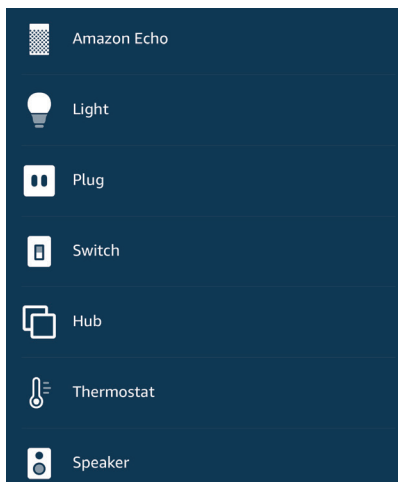 Amazon Echo
Light
Plug
Switch
Hub
Thermostat
Speaker